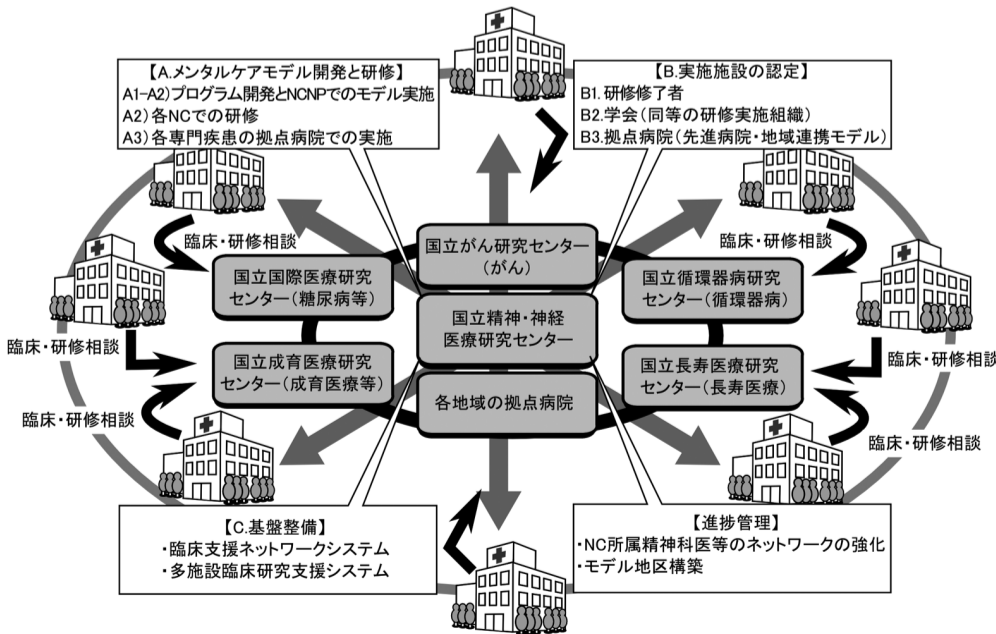 【A.メンタルケアモデル開発と研修】
A1-A2)プログラム開発とNCNPでのモデル実施
A2)各NCでの研修
A3)各専門疾患の拠点病院での実施
【B.実施施設の認定】
B1.研修修了者
B2.学会(同等の研修実施組織)
B3.拠点病院(先進病院・地域連携モデル)
臨床・研修相談
臨床・研修相談
国立がん研究センター
(がん)
国立国際医療研究
センター(糖尿病等)
国立循環器病研究
センター(循環器病)
国立精神・神経
医療研究センター
臨床・研修相談
臨床・研修相談
国立成育医療研究
センター(成育医療等)
国立長寿医療研究
センター(長寿医療)
各地域の拠点病院
臨床・研修相談
臨床・研修相談
【C.基盤整備】
・臨床支援ネットワークシステム
・多施設臨床研究支援システム
【進捗管理】
・NC所属精神科医等のネットワークの強化
・モデル地区構築